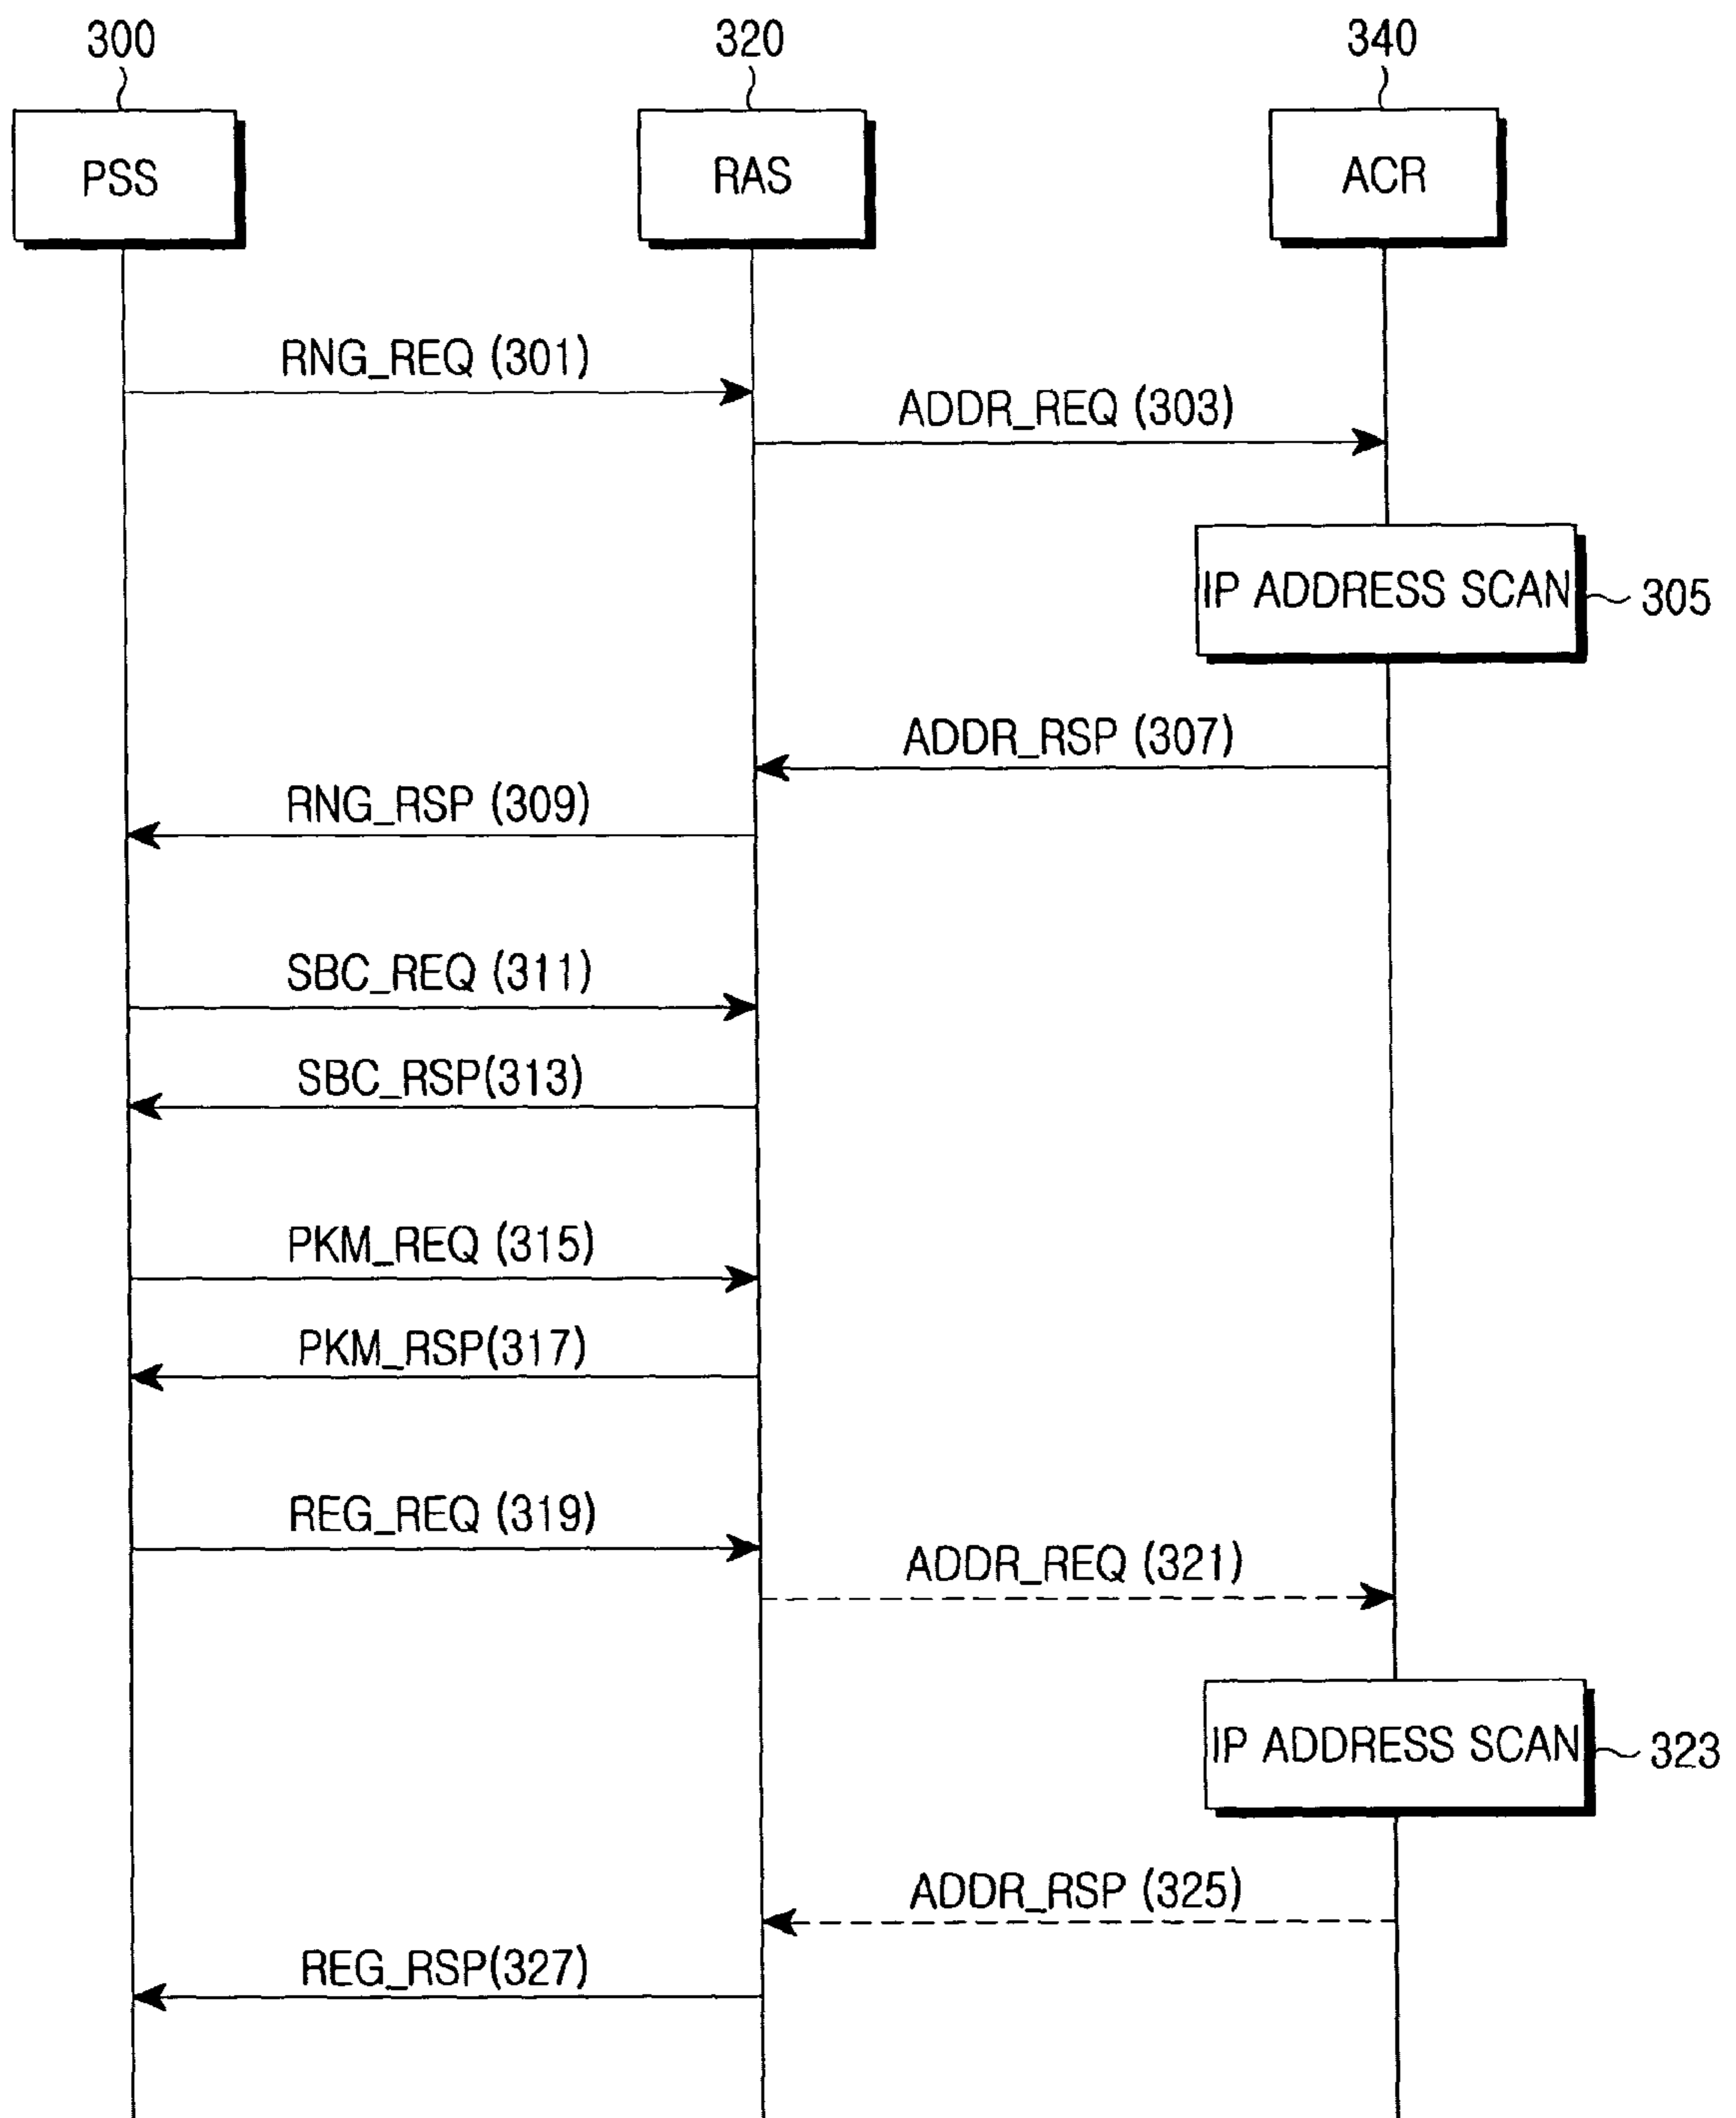 300
320
340
PSS
RAS
ACR
RNG_REQ (301)
ADDR_REQ (303)
IP ADDRESS SCAN
305
ADDR_RSP (307)
RNG_RSP (309)
SBC_REQ (311)
SBC_RSP(313)
PKM_REQ (315)
PKM_RSP(317)
REG_REQ (319)
ADDR_REQ (321)
IP ADDRESS SCAN
323
ADDR_RSP (325)
REG_RSP(327)